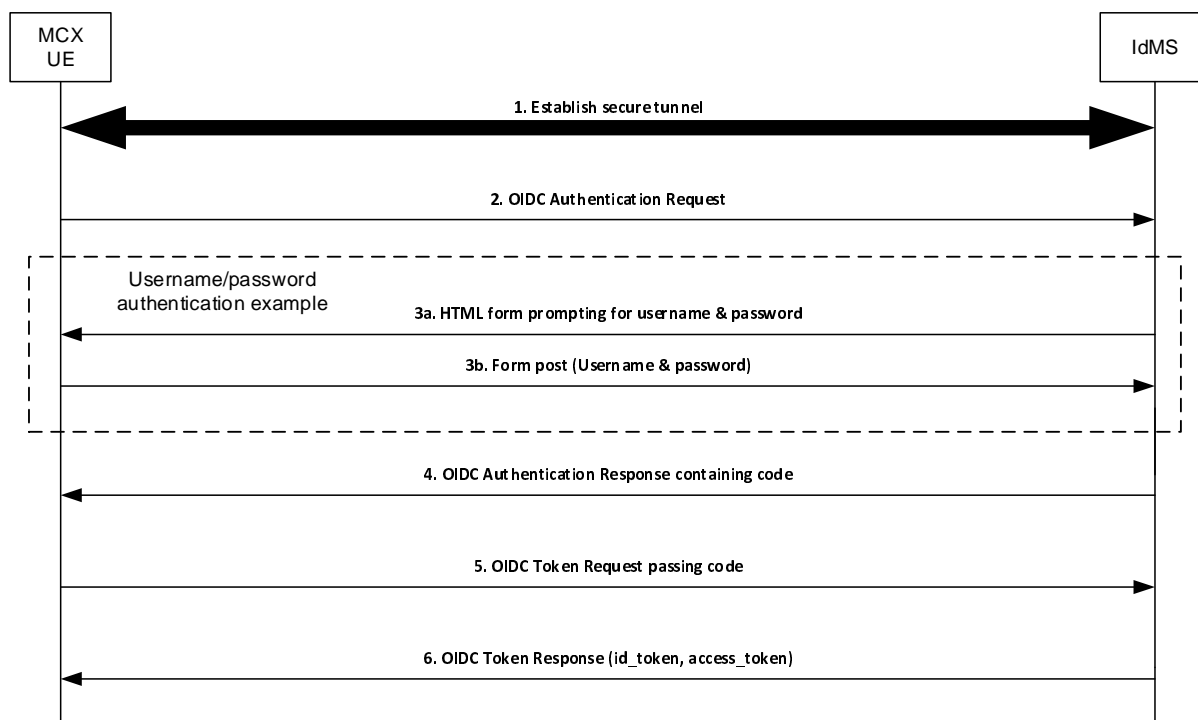 MCX
UE
IdMS
1. Establish secure tunnel
2. OIDC Authentication Request
Username/password
authentication example
3a. HTML form prompting for username & password
3b. Form post (Username & password)
4. OIDC Authentication Response containing code
5. OIDC Token Request passing code
6. OIDC Token Response (id_token, access_token)